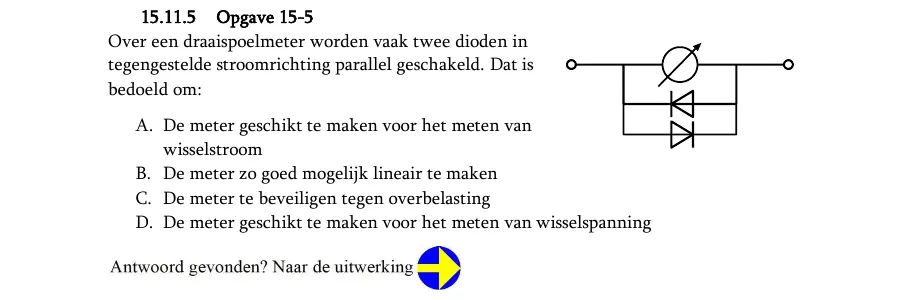 15.11.5 Opgave 15-5
Over een draaispoelmeter worden vaak twee dioden in
tegengestelde stroomrichting parallel geschakeld. Dat is
bedoeld om:
A. De meter geschikt te maken voor het meten van
wisselstroom
B. De meter zo goed mogelijk lineair te maken
C. De meter te beveiligen tegen overbelasting
D. De meter geschikt te maken voor het meten van wisselspanning
Antwoord gevonden? Naar de uitwerking